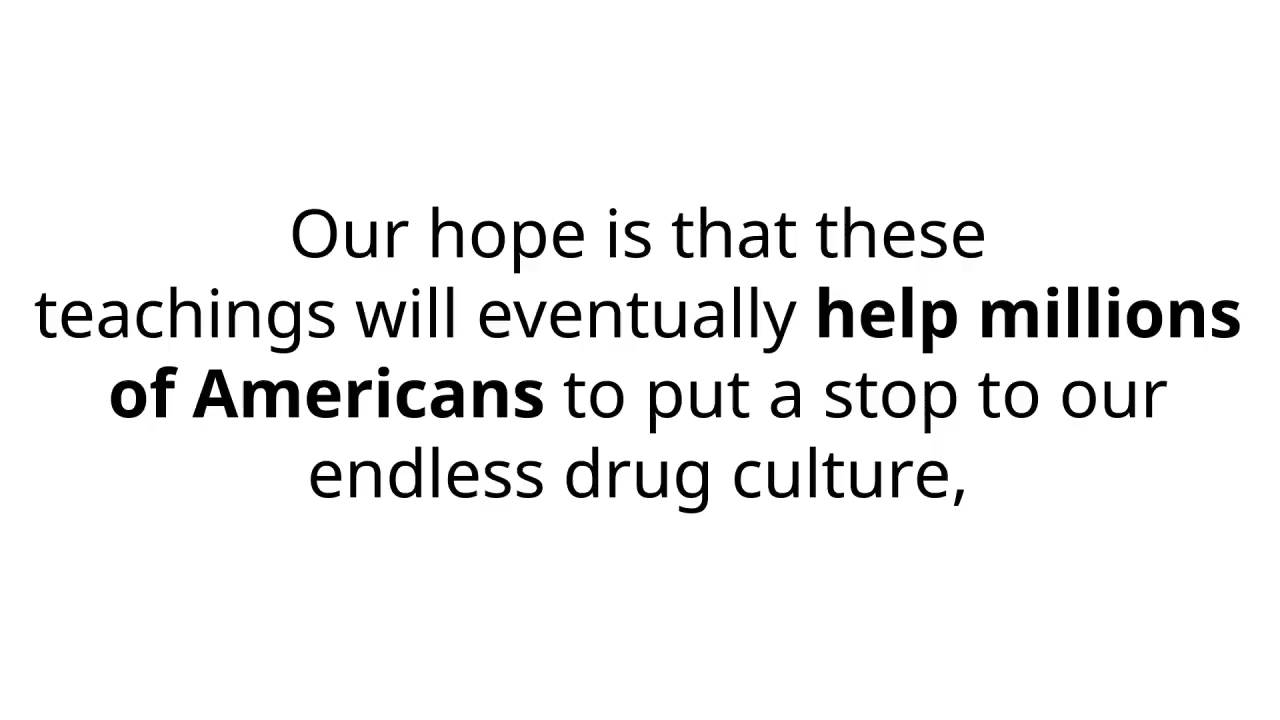 Our hope is that these
teachings will eventually help millions
of Americans to put a stop to our
endless drug culture,